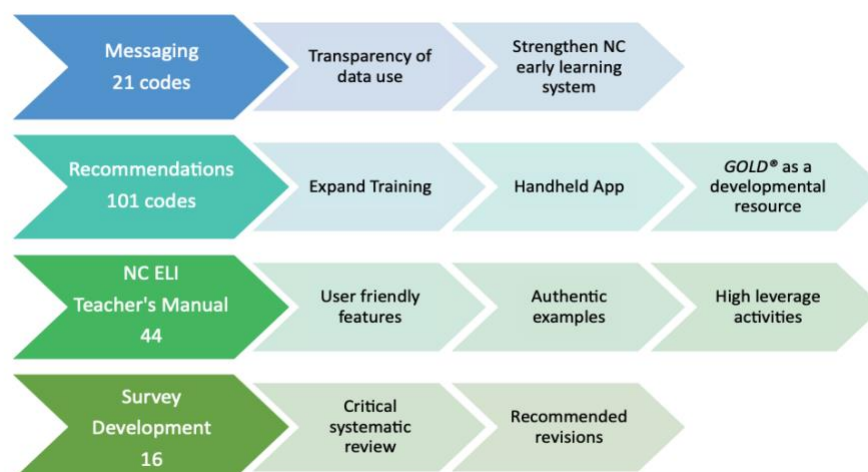 Messaging
21 codes
Transparency of
data use
Strengthen NC
early learning
system
Recommendations
101 codes
Expand Training
Handheld App
GOLD® as a
developmental
resource
NC ELI
Teacher's Manual
44
User friendly
features
Authentic
examples
High leverage
activities
Survey
Development
16
Critical
systematic
review
Recommended
revisions